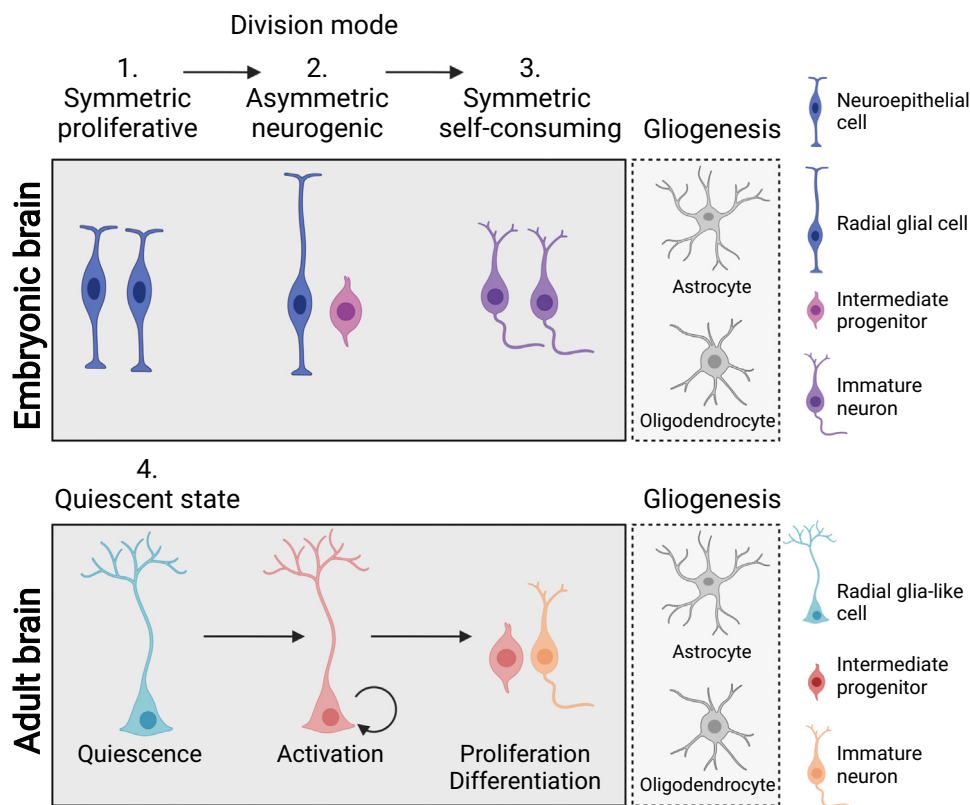 Division mode
1.
Symmetric
proliferative
2.
Asymmetric
neurogenic
3.
Symmetric
self-consuming
Gliogenesis
Embryonic brain
Astrocyte
Oligodendrocyte
Neuroepithelial
cell
Radial glial cell
Intermediate
progenitor
Immature
neuron
4.
Quiescent state
Gliogenesis
Adult brain
Quiescence
Activation
Proliferation
Differentiation
Astrocyte
Oligodendrocyte
Radial glia-like
cell
Intermediate
progenitor
Immature
neuron